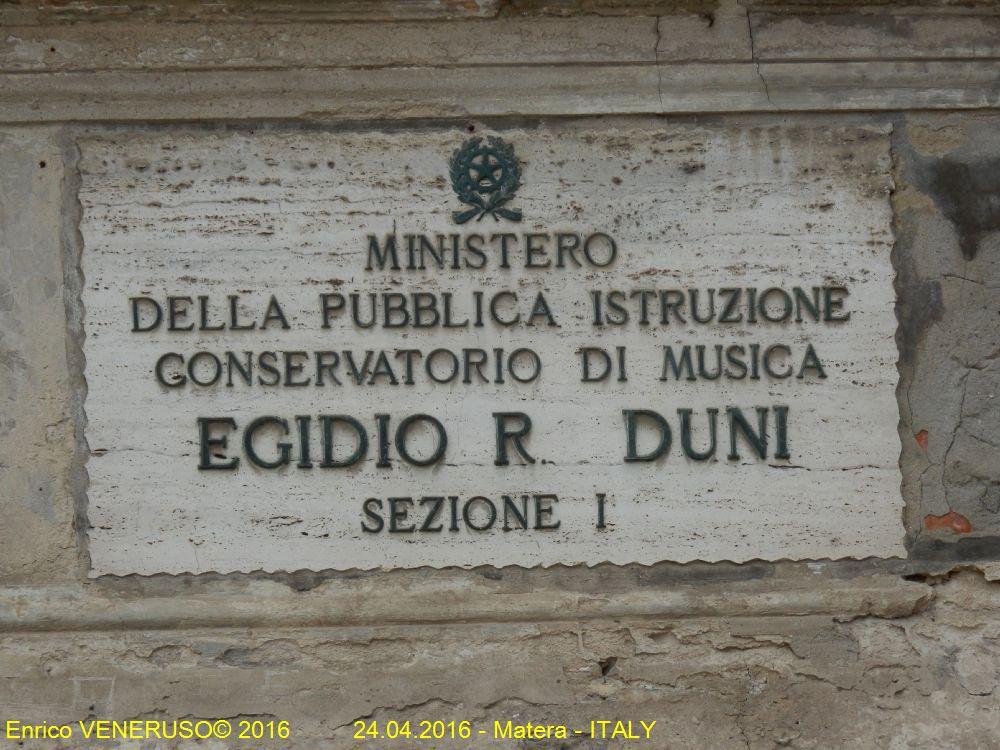 MINISTERO
DELLA PUBBLICA ISTRUZIONE
CONSERVATORIO DI MUSICA
EGIDIO R. DUNI
SEZIONE I
Enrico VENERUSO© 2016 24.04.2016 - Matera - ITALY